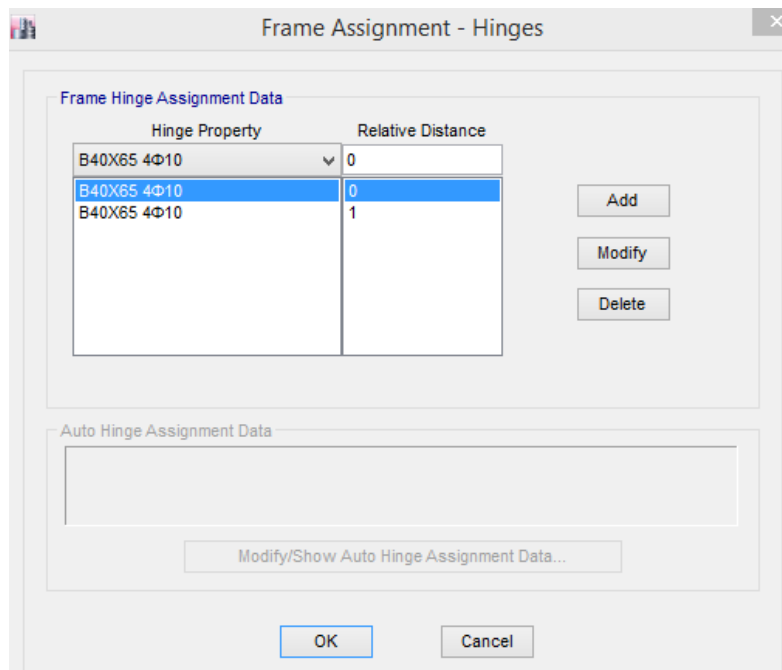 Frame Assignment - Hinges
Frame Hinge Assignment Data
Hinge Property Relative Distance
B40X65 4Φ10 0
B40X65 4Φ10 0
B40X65 4Φ10 1
Add
Modify
Delete
Auto Hinge Assignment Data
Modify/Show Auto Hinge Assignment Data...
OK Cancel